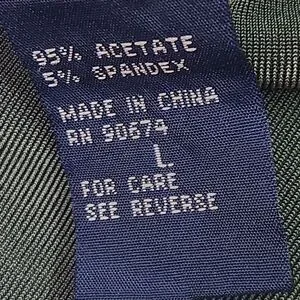 95% ACETATE
5% SPANDEX
MADE IN CHINA
RN 90674
L
FOR CARE
SEE REVERSE